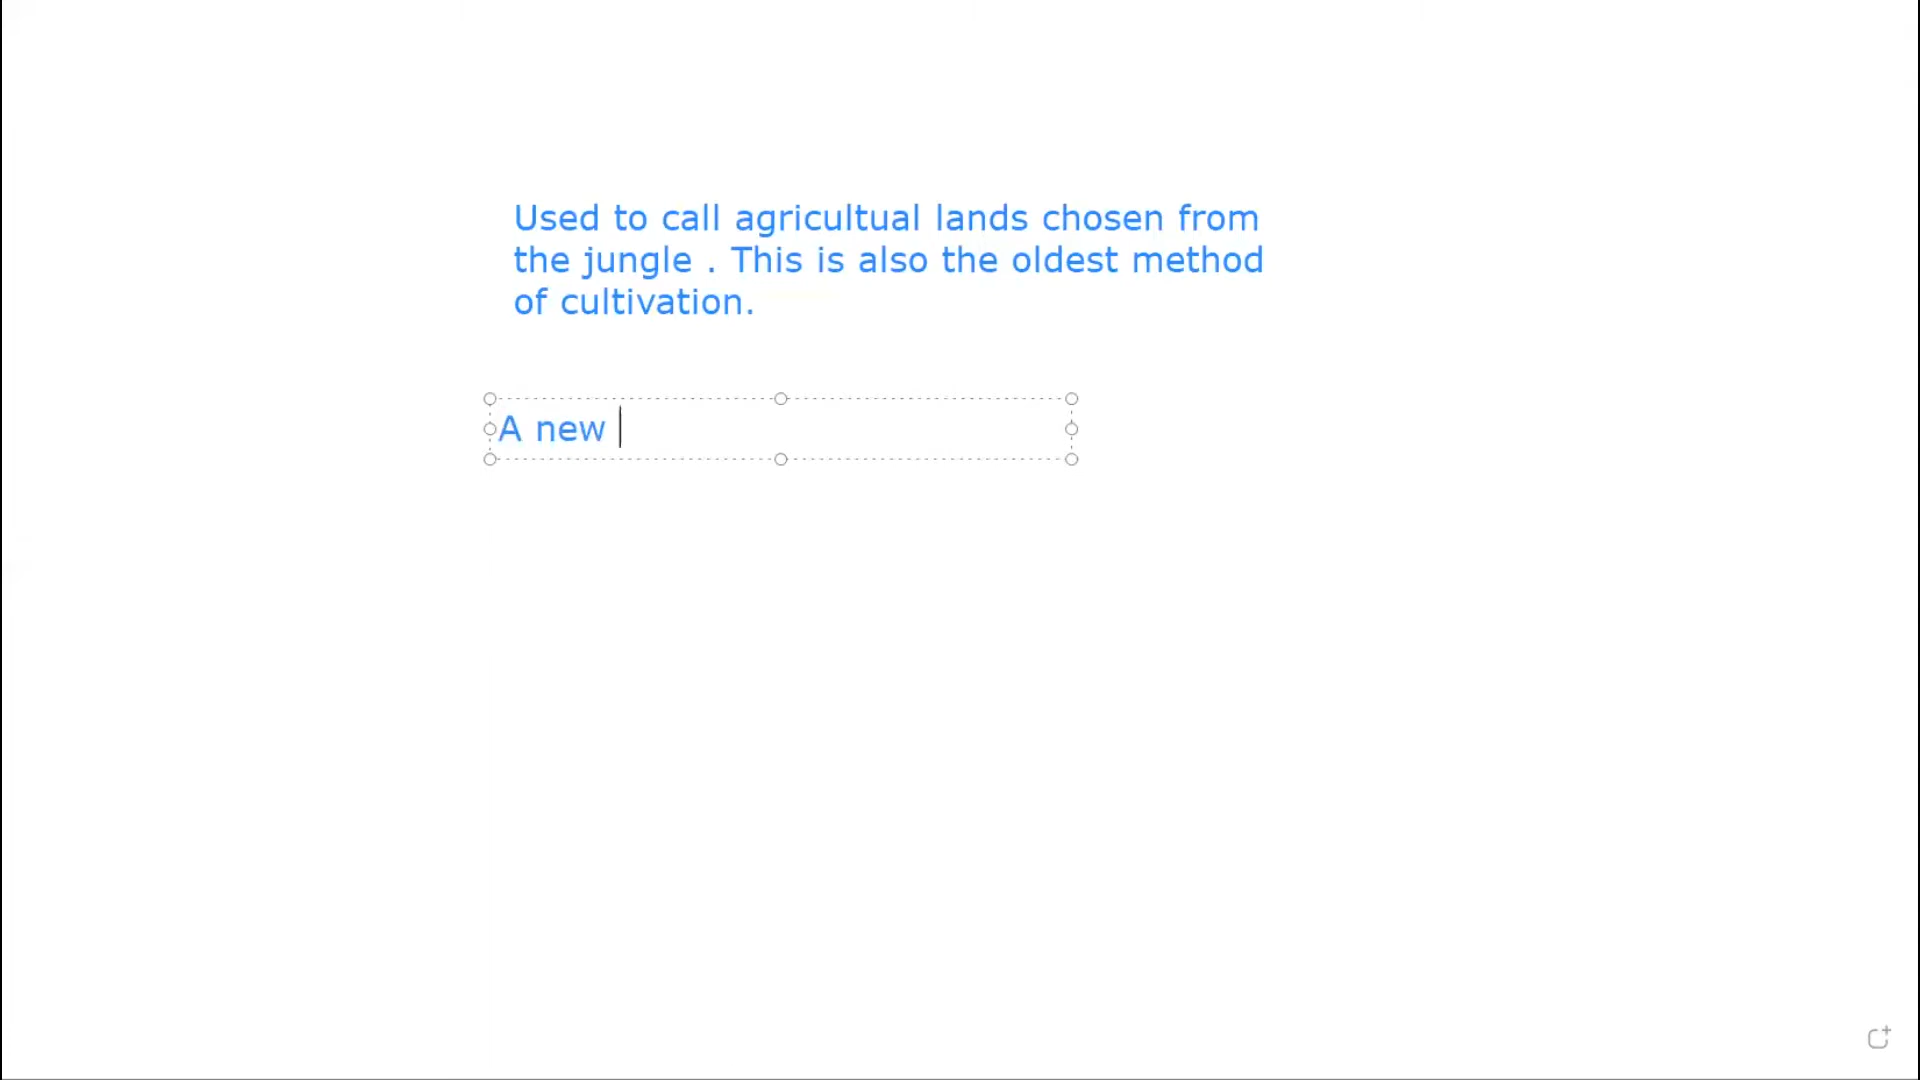 Used to call agricultual lands chosen from
the jungle . This is also the oldest method
of cultivation.
A new